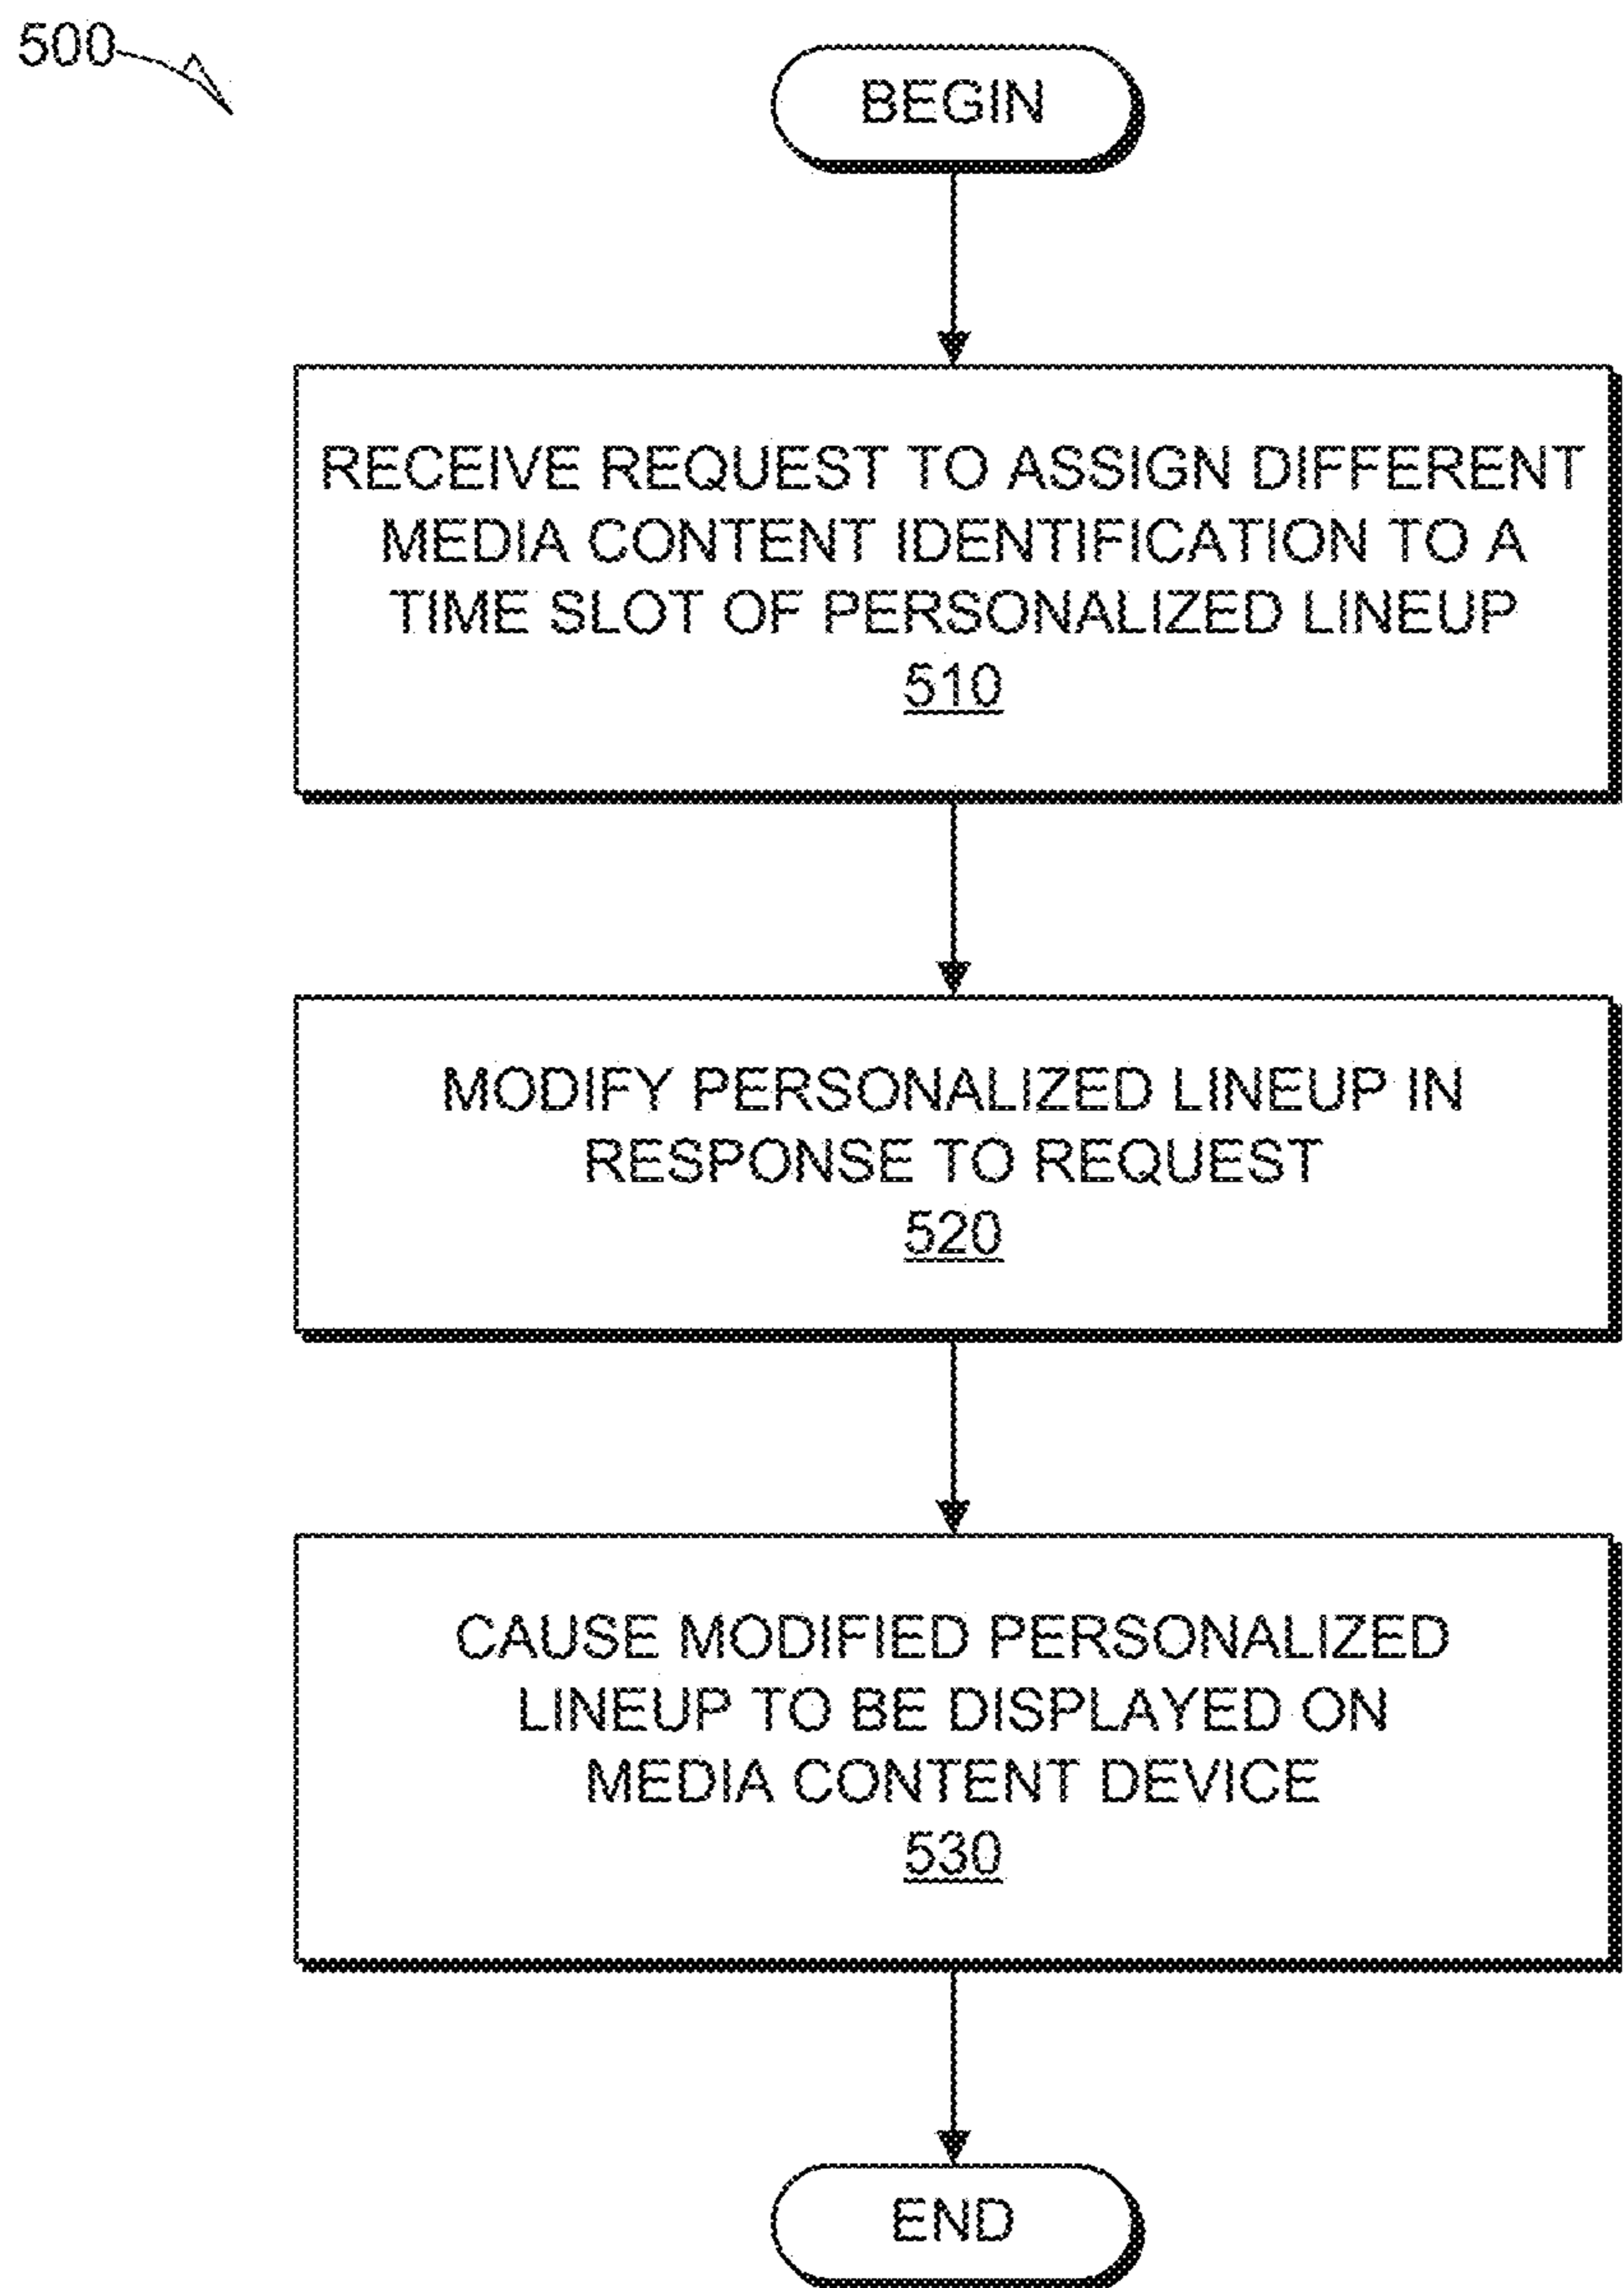 500
BEGIN
RECEIVE REQUEST TO ASSIGN DIFFERENT
MEDIA CONTENT IDENTIFICATION TO A
TIME SLOT OF PERSONALIZED LINEUP
510
MODIFY PERSONALIZED LINEUP IN
RESPONSE TO REQUEST
520
CAUSE MODIFIED PERSONALIZED
LINEUP TO BE DISPLAYED ON
MEDIA CONTENT DEVICE
530
END